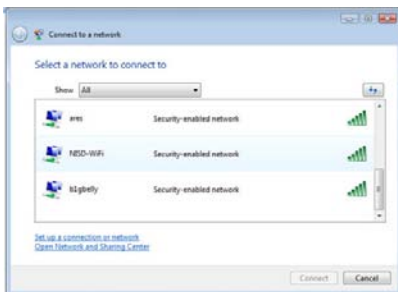 Connect to a network
Select a network to connect to
Show All
ares Security-enabled network
NISD-WiFi Security-enabled network
b1gbelly Security-enabled network
Set up a connection or network
Open Network and Sharing Center
Connect Cancel